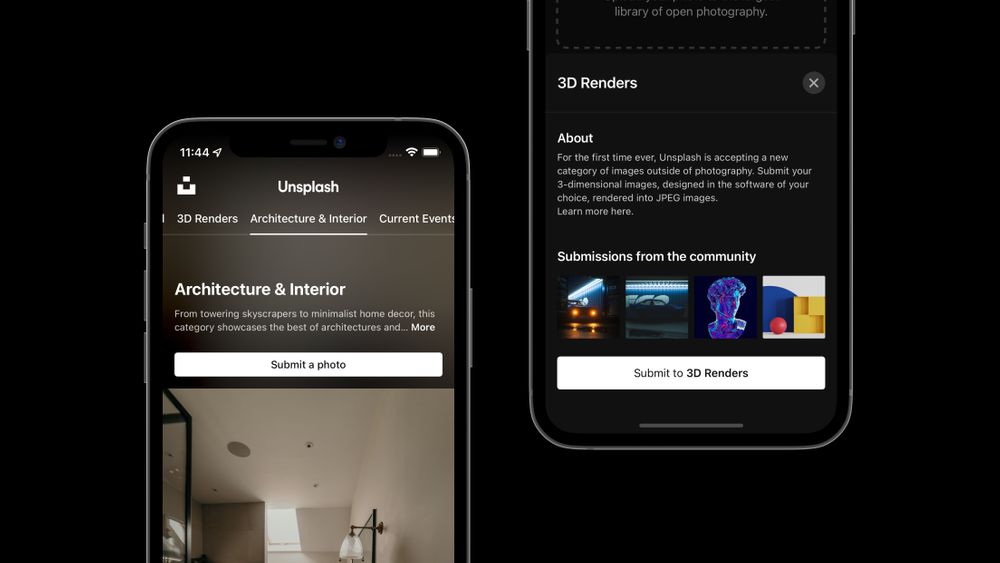 11:44
Unsplash
3D Renders Architecture & Interior Current Events
Architecture & Interior
From towering skyscrapers to minimalist home decor, this
category showcases the best of architectures and... More
Submit a photo
library of open photography.
3D Renders
About
For the first time ever, Unsplash is accepting a new
category of images outside of photography. Submit your
3-dimensional images, designed in the software of your
choice, rendered into JPEG images.
Learn more here.
Submissions from the community
Submit to 3D Renders